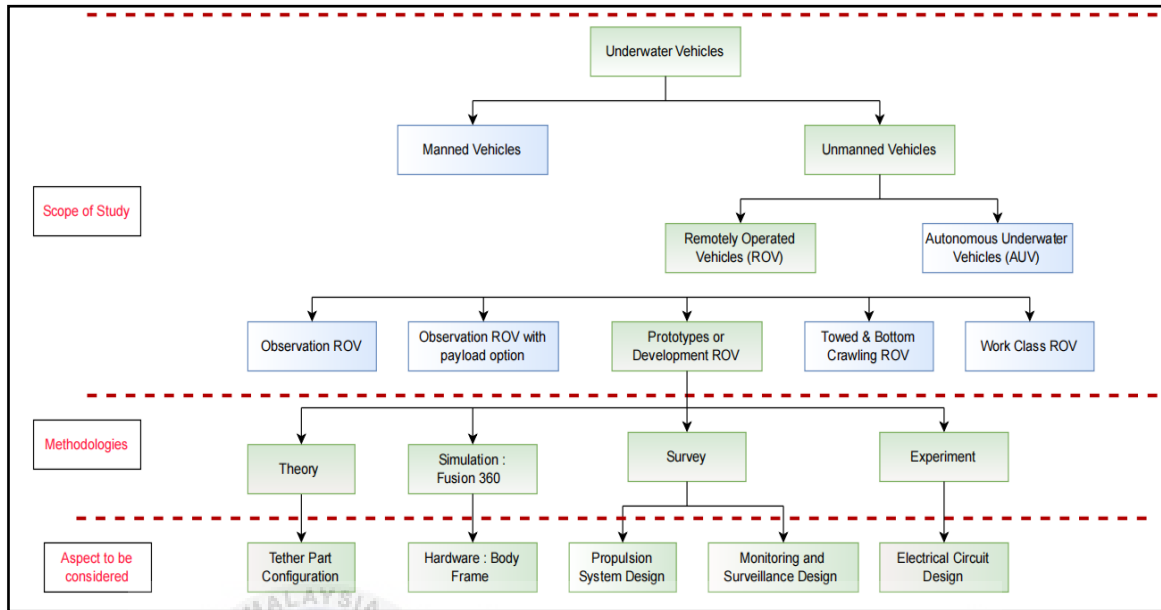 Underwater Vehicles
Manned Vehicles
Unmanned Vehicles
Scope of Study
Remotely Operated
Vehicles (ROV)
Autonomous Underwater
Vehicles (AUV)
Observation ROV
Observation ROV with
payload option
Prototypes or
Development ROV
Towed & Bottom
Crawling ROV
Work Class ROV
Methodologies
Theory
Simulation :
Fusion 360
Survey
Experiment
Aspect to be
considered
Tether Part
Configuration
Hardware : Body
Frame
Propulsion
System Design
Monitoring and
Surveillance Design
Electrical Circuit
Design
MALAYSIA